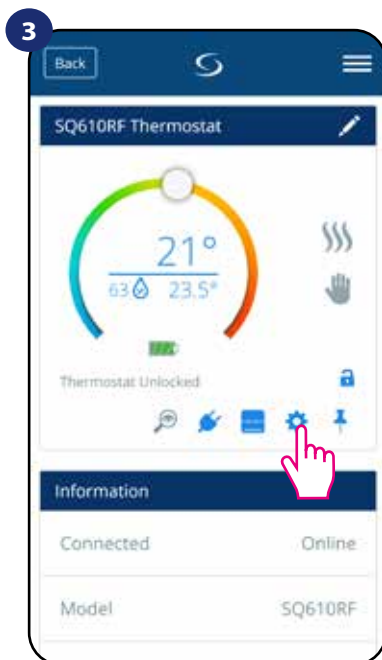 3
Back
SQ610RF Thermostat
21°
63 23.5°
Thermostat Unlocked
Information
Connected Online
Model SQ610RF